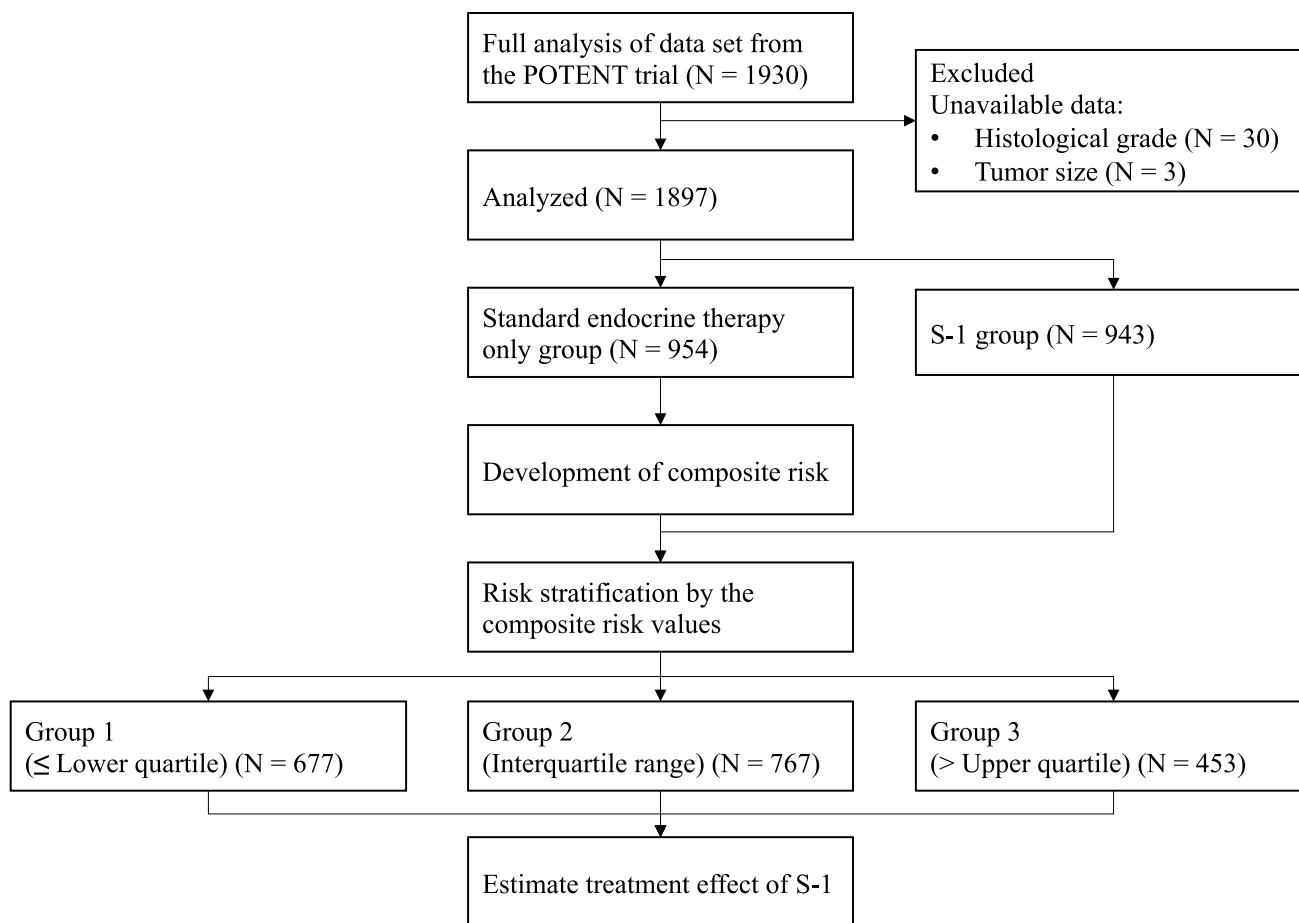 Full analysis of data set from
the POTENT trial (N = 1930)
Excluded
Unavailable data:
• Histological grade (N = 30)
• Tumor size (N = 3)
Analyzed (N = 1897)
Standard endocrine therapy
only group (N = 954)
S-1 group (N = 943)
Development of composite risk
Risk stratification by the
composite risk values
Group 1
(≤ Lower quartile) (N = 677)
Group 2
(Interquartile range) (N = 767)
Group 3
(> Upper quartile) (N = 453)
Estimate treatment effect of S-1